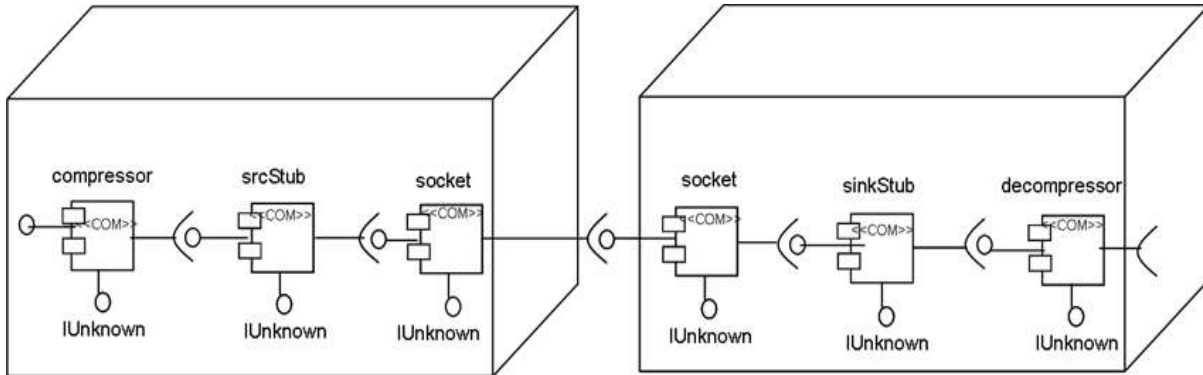 compressor
srcStub
socket
socket
sinkStub
decompressor
<<COM>>
<<COM>>
<<COM>>
<<COM>>
<<COM>>
<<COM>>
IUnknown
IUnknown
IUnknown
IUnknown
IUnknown
IUnknown